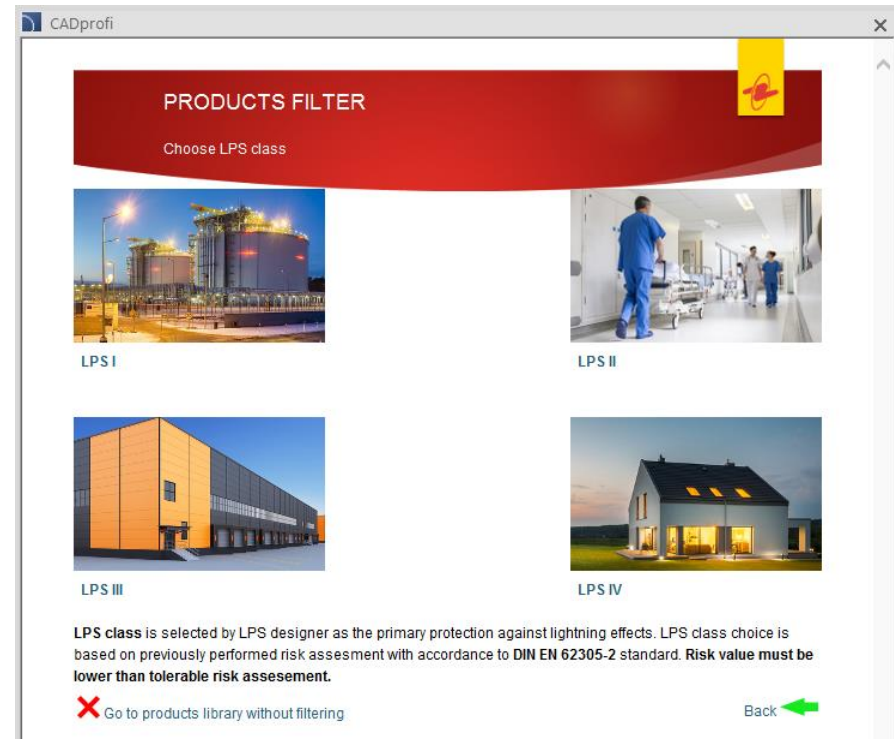 CADprofi
PRODUCTS FILTER
Choose LPS class
LPS I
LPS II
LPS III
LPS IV
LPS class is selected by LPS designer as the primary protection against lightning effects. LPS class choice is
based on previously performed risk assesment with accordance to DIN EN 62305-2 standard. Risk value must be
lower than tolerable risk assesement.
Go to products library without filtering
Back